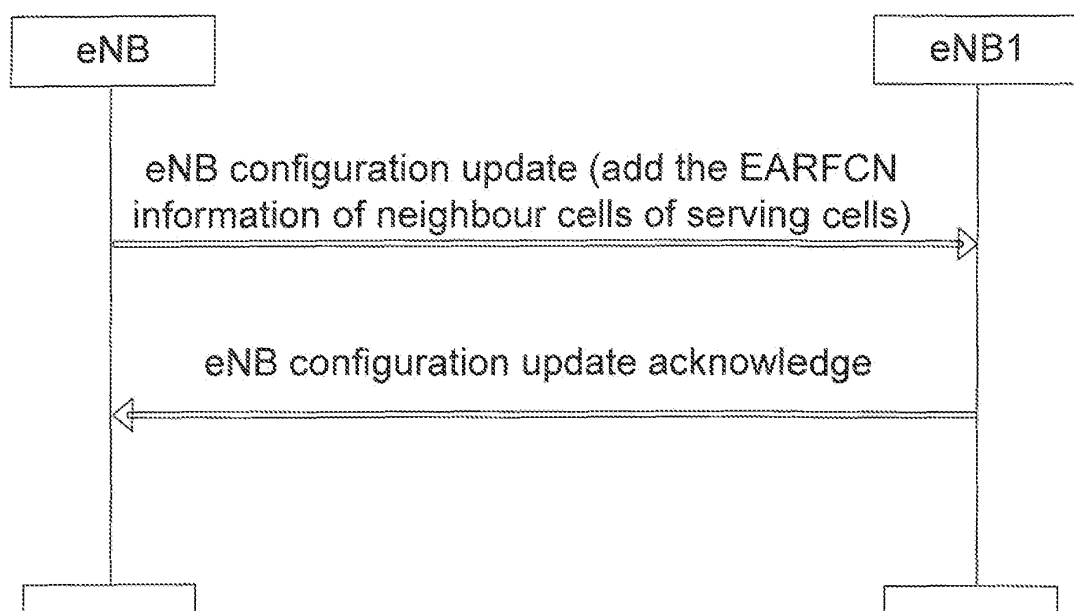 eNB
eNB1
eNB configuration update (add the EARFCN
information of neighbour cells of serving cells)
eNB configuration update acknowledge